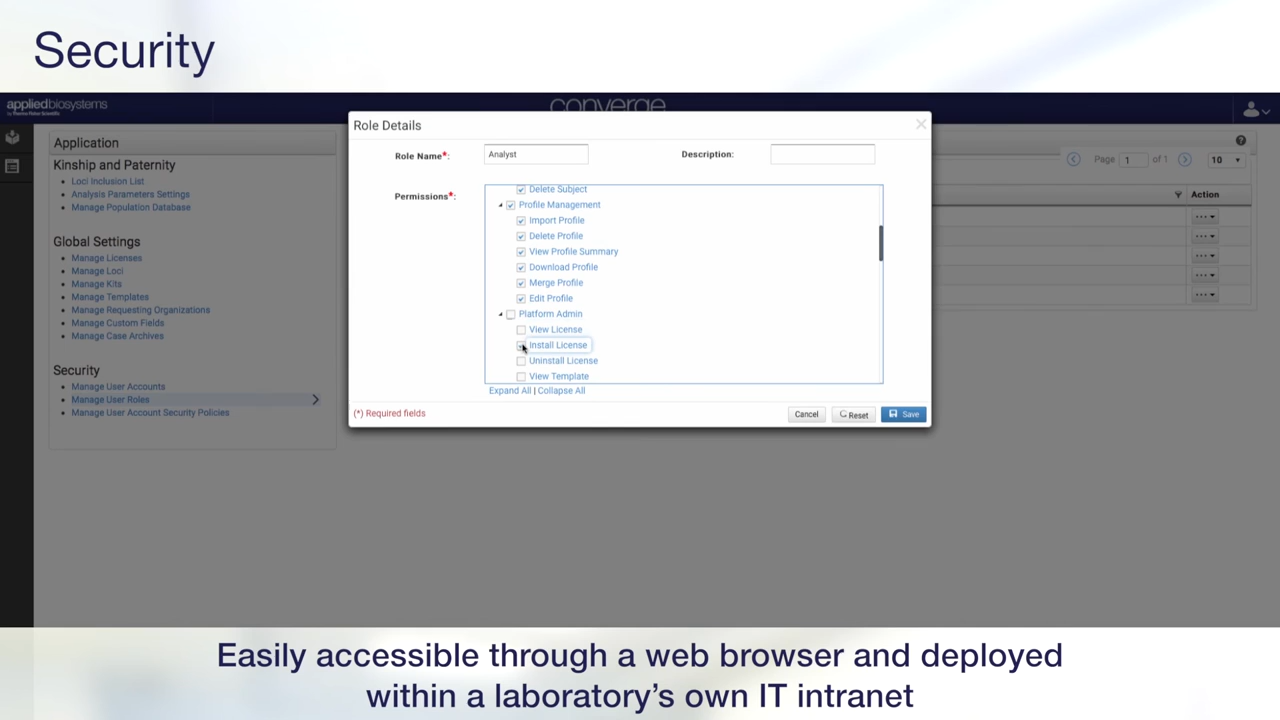 Security
appliedbiosystems
by Thermo Fisher Scientific
converge
Role Details
Role Name*:
Analyst
Description:
Permissions*:
Delete Subject
Profile Management
Import Profile
Delete Profile
View Profile Summary
Download Profile
Merge Profile
Edit Profile
Platform Admin
View License
Install License
Uninstall License
View Template
Expand All | Collapse All
(*) Required fields
Cancel
Reset
Save
Application
Kinship and Paternity
Loci Inclusion List
Analysis Parameters Settings
Manage Population Database
Global Settings
Manage Licenses
Manage Loci
Manage Kits
Manage Templates
Manage Requesting Organizations
Manage Custom Fields
Manage Case Archives
Security
Manage User Accounts
Manage User Roles
Manage User Account Security Policies
Page 1 of 1 10
Action
Easily accessible through a web browser and deployed
within a laboratory's own IT intranet